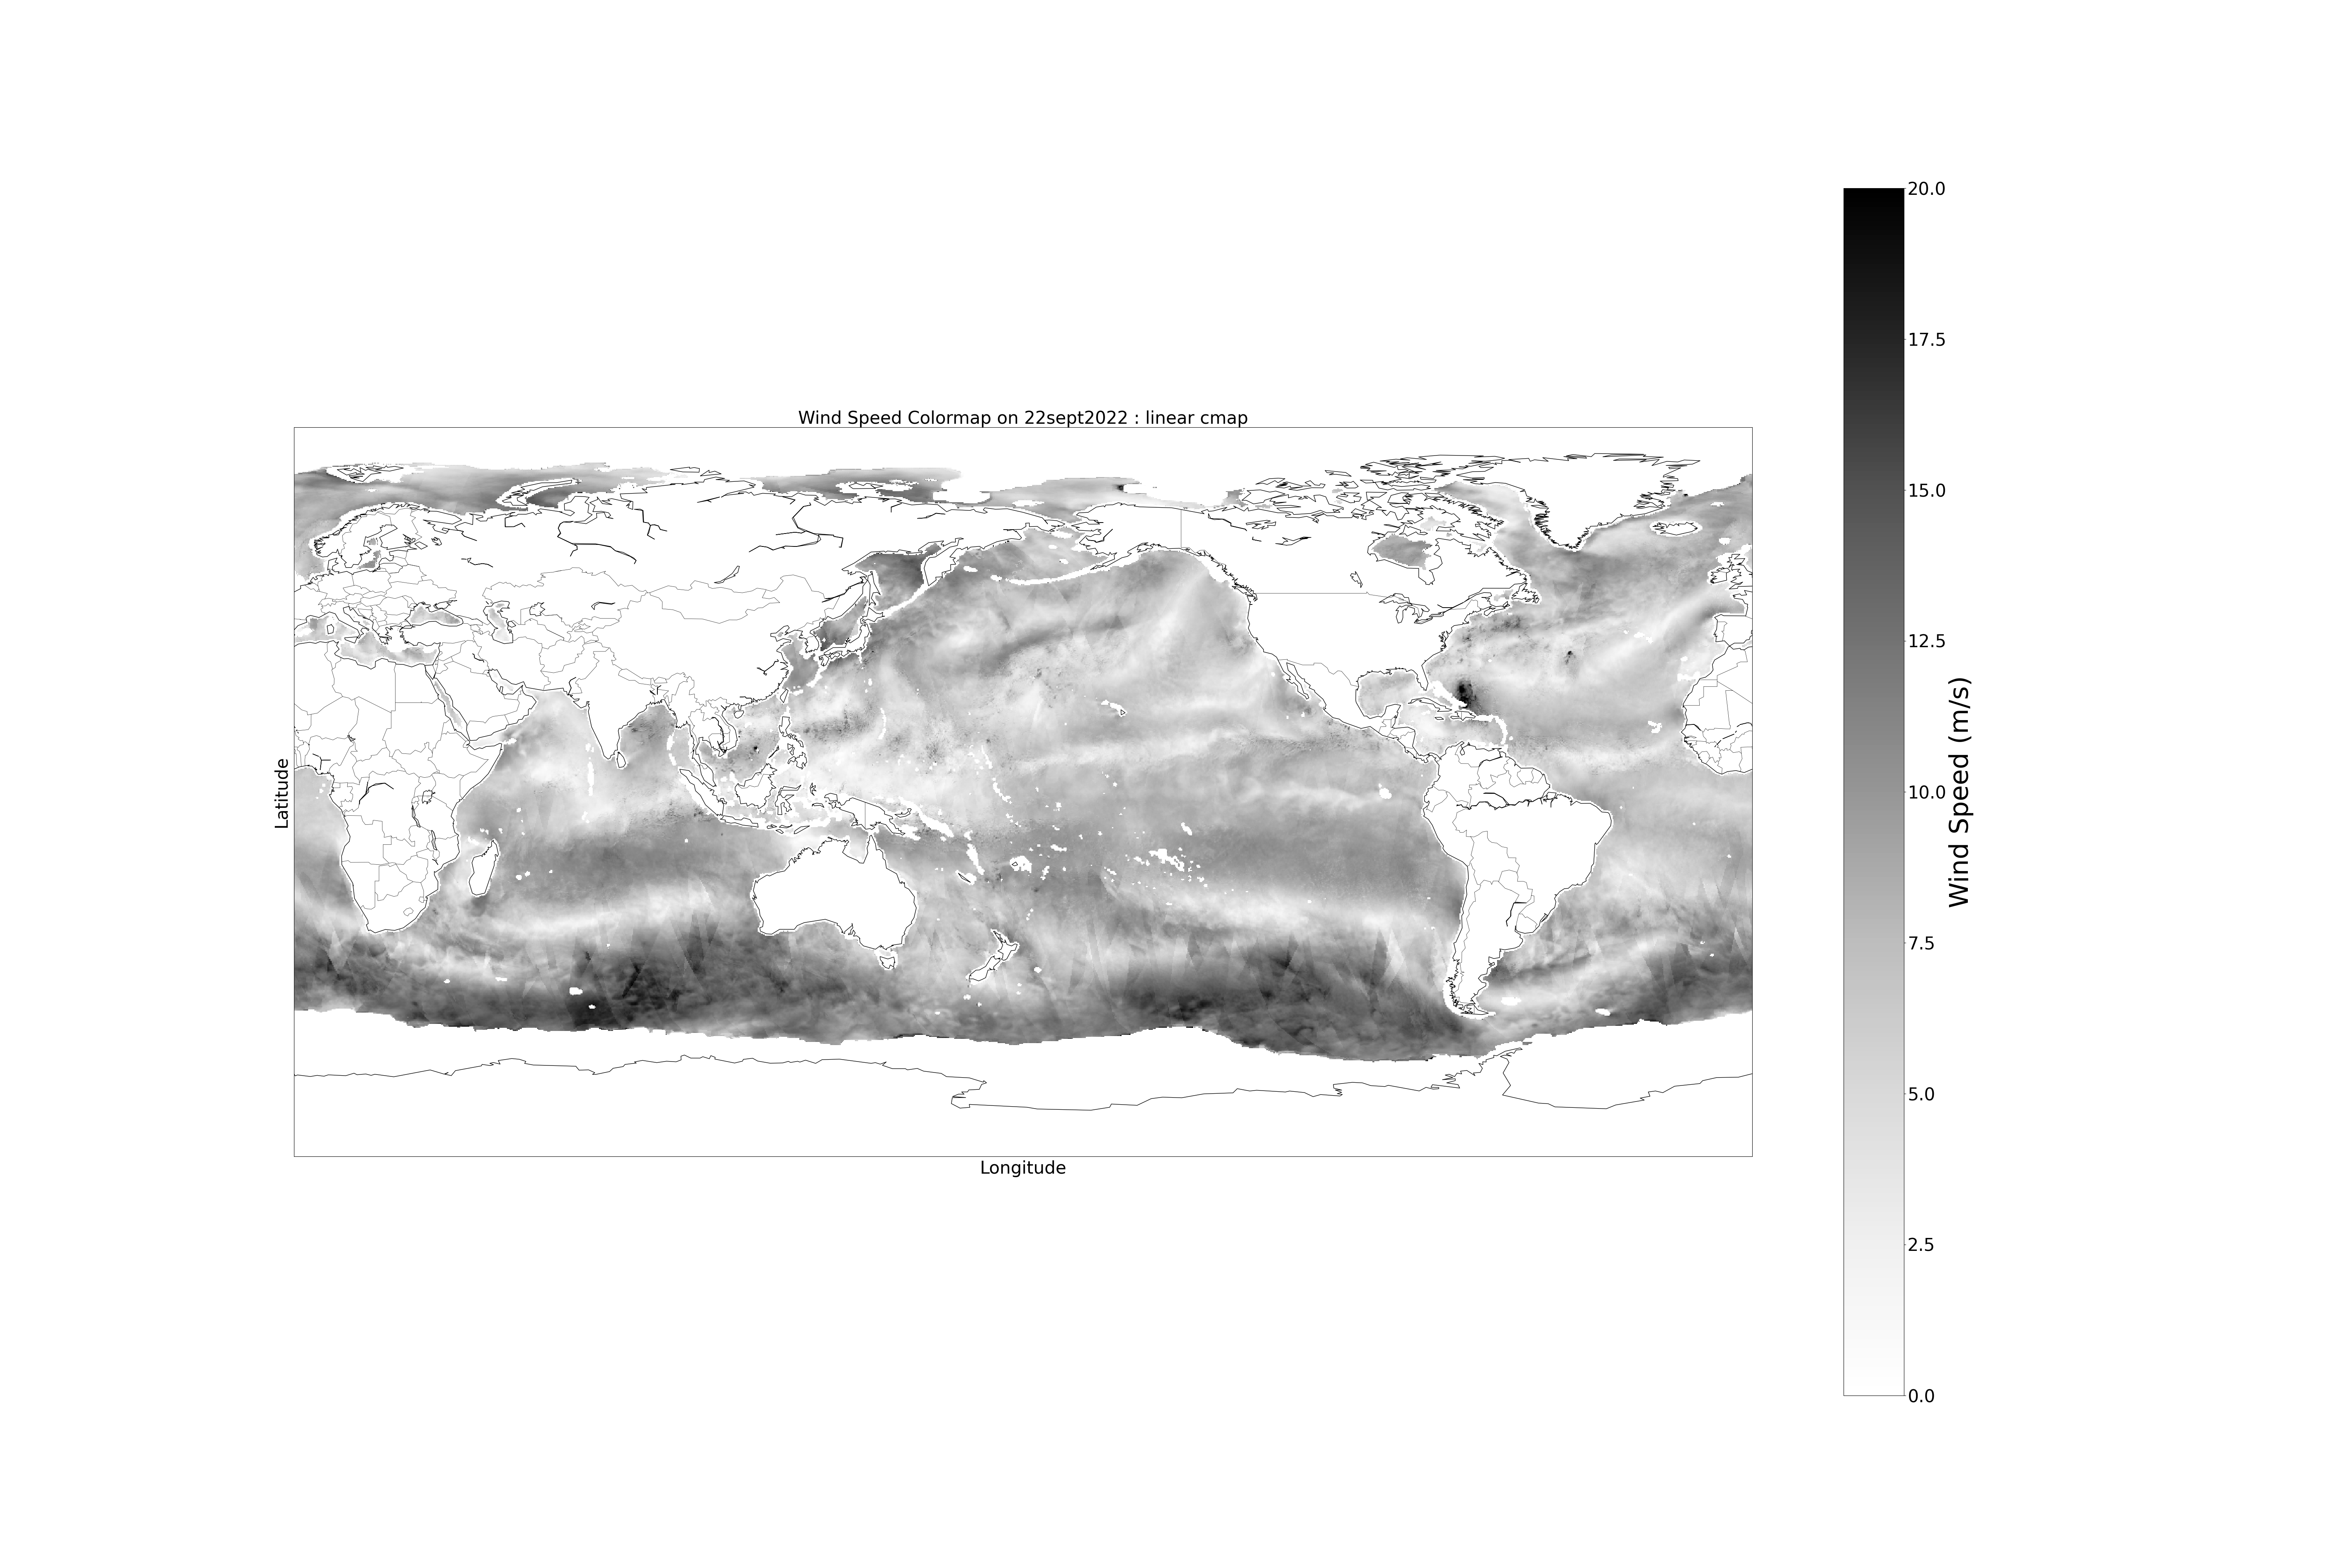 Wind Speed Colormap on 22sept2022 : linear cmap
Latitude
Longitude
20.0
17.5
15.0
12.5
10.0
7.5
5.0
2.5
0.0
Wind Speed (m/s)